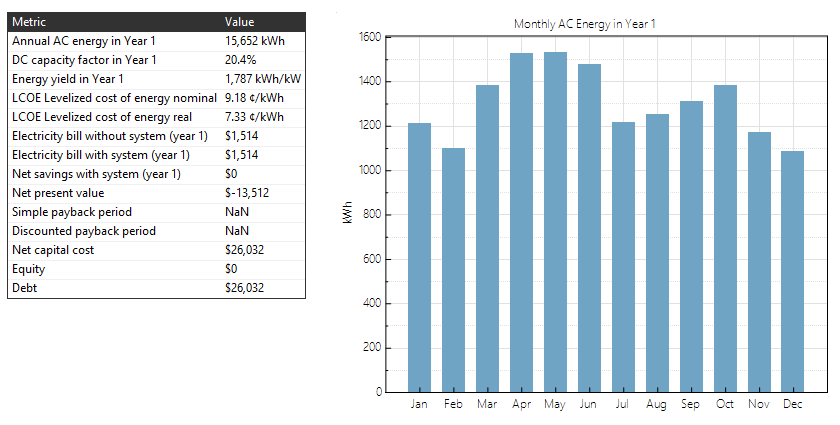 Metric Value
Annual AC energy in Year 1 15,652 kWh
DC capacity factor in Year 1 20.4%
Energy yield in Year 1 1,787 kWh/kW
LCOE Levelized cost of energy nominal 9.18 ¢/kWh
LCOE Levelized cost of energy real 7.33 ¢/kWh
Electricity bill without system (year 1) $1,514
Electricity bill with system (year 1) $1,514
Net savings with system (year 1) $0
Net present value $-13,512
Simple payback period NaN
Discounted payback period NaN
Net capital cost $26,032
Equity $0
Debt $26,032
Monthly AC Energy in Year 1
kWh
1600
1400
1200
1000
800
600
400
200
0
Jan Feb Mar Apr May Jun Jul Aug Sep Oct Nov Dec